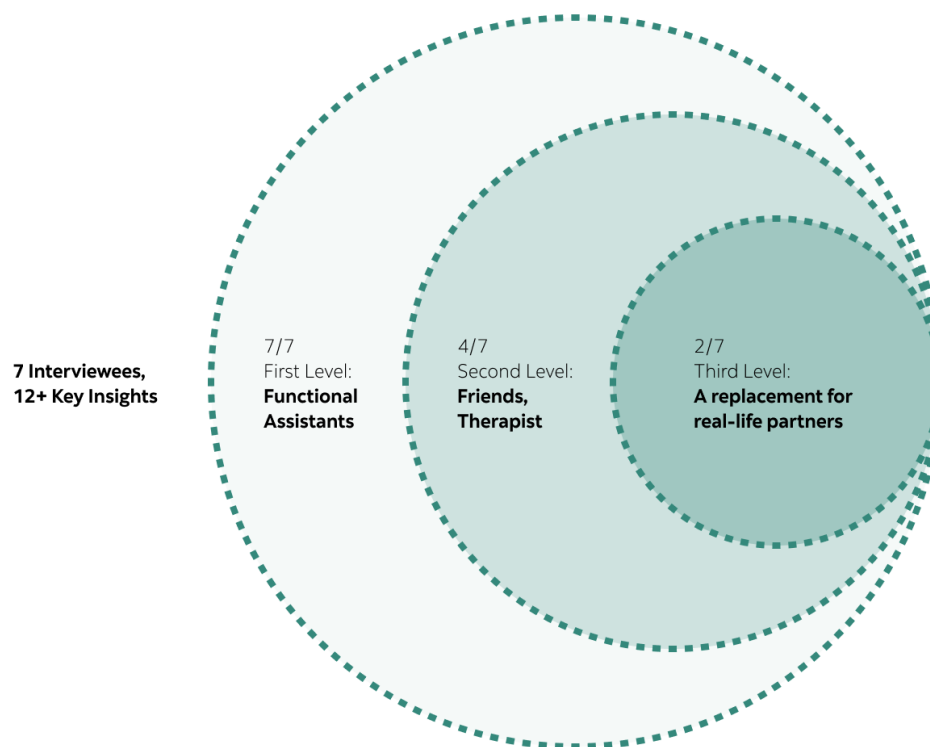 7 Interviewees,
12+ Key Insights
7/7
First Level:
Functional
Assistants
4/7
Second Level:
Friends,
Therapist
2/7
Third Level:
A replacement for
real-life partners